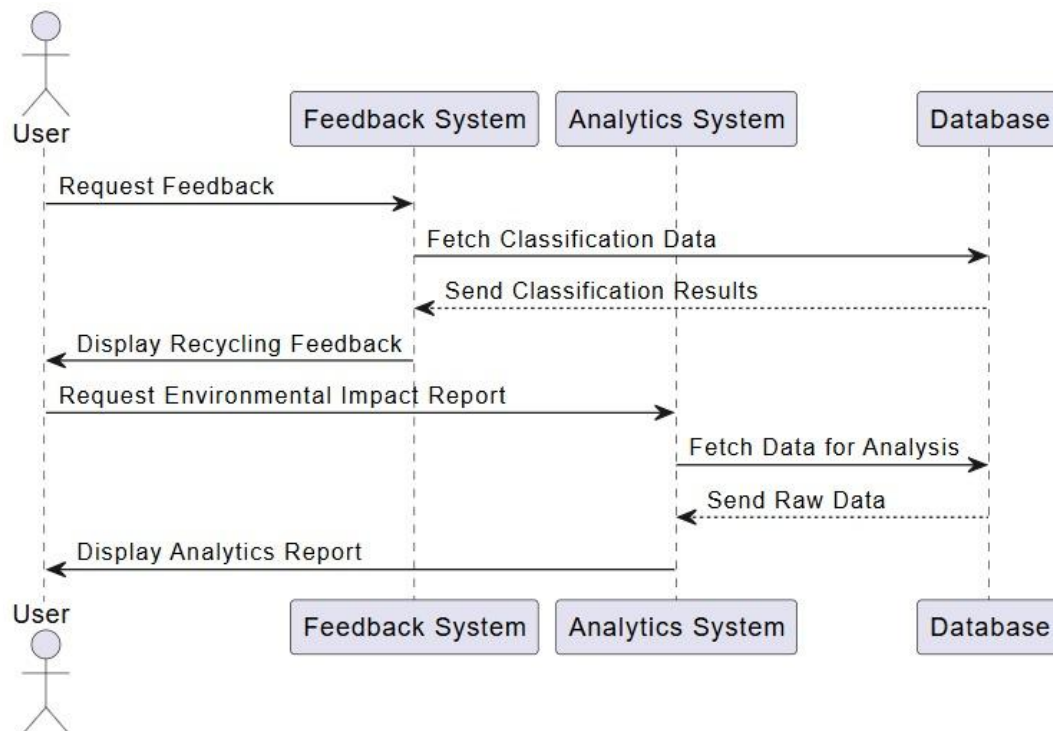 User
Feedback System
Analytics System
Database
Request Feedback
Fetch Classification Data
Send Classification Results
Display Recycling Feedback
Request Environmental Impact Report
Fetch Data for Analysis
Send Raw Data
Display Analytics Report
User
Feedback System
Analytics System
Database